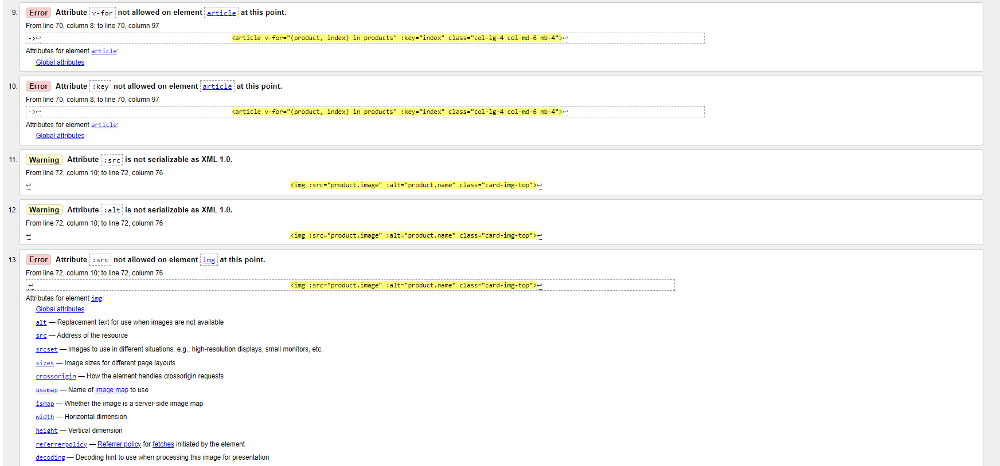 9. Error Attribute v-for not allowed on element article at this point.
From line 70, column 8; to line 70, column 97
->↩ <article v-for="(product, index) in products" :key="index" class="col-lg-4 col-md-6 mb-4">↩
Attributes for element article:
Global attributes
10. Error Attribute :key not allowed on element article at this point.
From line 70, column 8; to line 70, column 97
->↩ <article v-for="(product, index) in products" :key="index" class="col-lg-4 col-md-6 mb-4">↩
Attributes for element article:
Global attributes
11. Warning Attribute :src is not serializable as XML 1.0.
From line 72, column 10; to line 72, column 76
↩ <img :src="product.image" :alt="product.name" class="card-img-top">↩
12. Warning Attribute :alt is not serializable as XML 1.0.
From line 72, column 10; to line 72, column 76
↩ <img :src="product.image" :alt="product.name" class="card-img-top">↩
13. Error Attribute :src not allowed on element img at this point.
From line 72, column 10; to line 72, column 76
↩ <img :src="product.image" :alt="product.name" class="card-img-top">↩
Attributes for element img:
Global attributes
alt — Replacement text for use when images are not available
src — Address of the resource
srcset — Images to use in different situations, e.g., high-resolution displays, small monitors, etc.
sizes — Image sizes for different page layouts
crossorigin — How the element handles crossorigin requests
usemap — Name of image map to use
ismap — Whether the image is a server-side image map
width — Horizontal dimension
height — Vertical dimension
referrerpolicy — Referrer policy for fetches initiated by the element
decoding — Decoding hint to use when processing this image for presentation